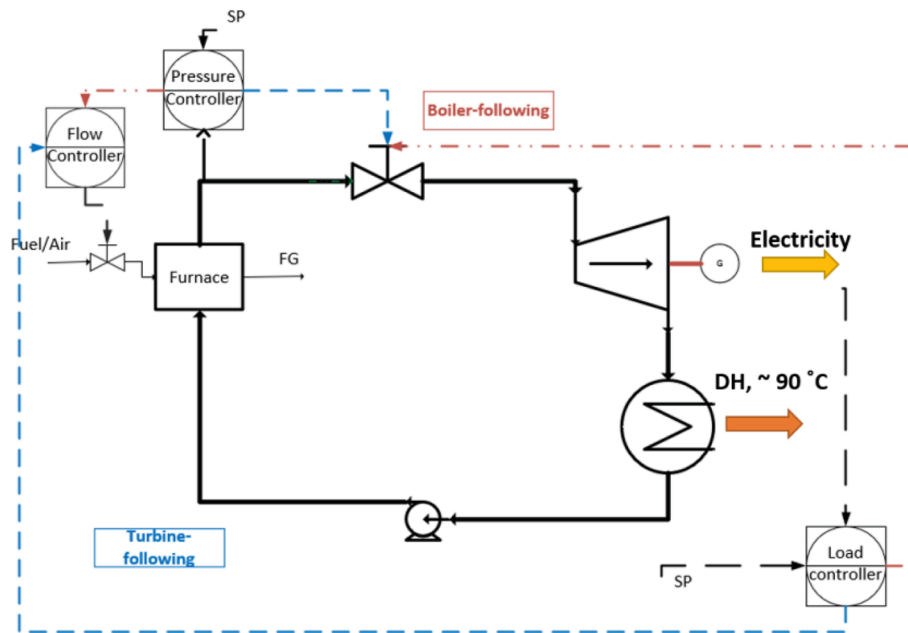 SP
Pressure
Controller
Boiler-following
Flow
Controller
Fuel/Air
Furnace
FG
G
Electricity
DH, ~ 90 °C
Turbine-
following
SP
Load
controller